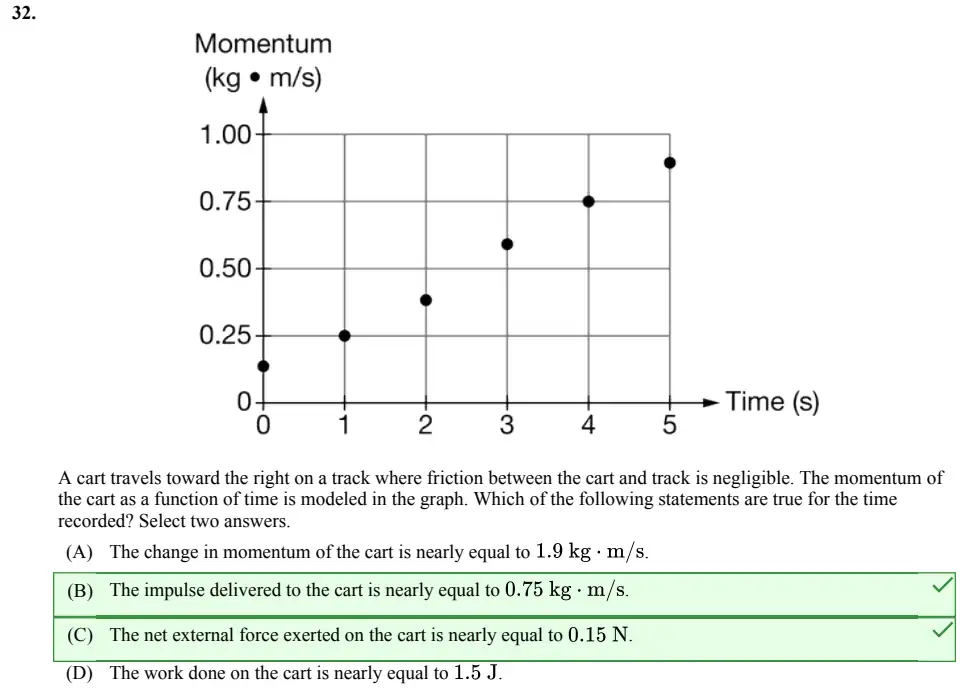 32.
Momentum
(kg • m/s)
1.00
0.75
0.50
0.25
0
0 1 2 3 4 5
Time (s)
A cart travels toward the right on a track where friction between the cart and track is negligible. The momentum of
the cart as a function of time is modeled in the graph. Which of the following statements are true for the time
recorded? Select two answers.
(A) The change in momentum of the cart is nearly equal to 1.9 kg · m/s.
(B) The impulse delivered to the cart is nearly equal to 0.75 kg · m/s.
(C) The net external force exerted on the cart is nearly equal to 0.15 N.
(D) The work done on the cart is nearly equal to 1.5 J.